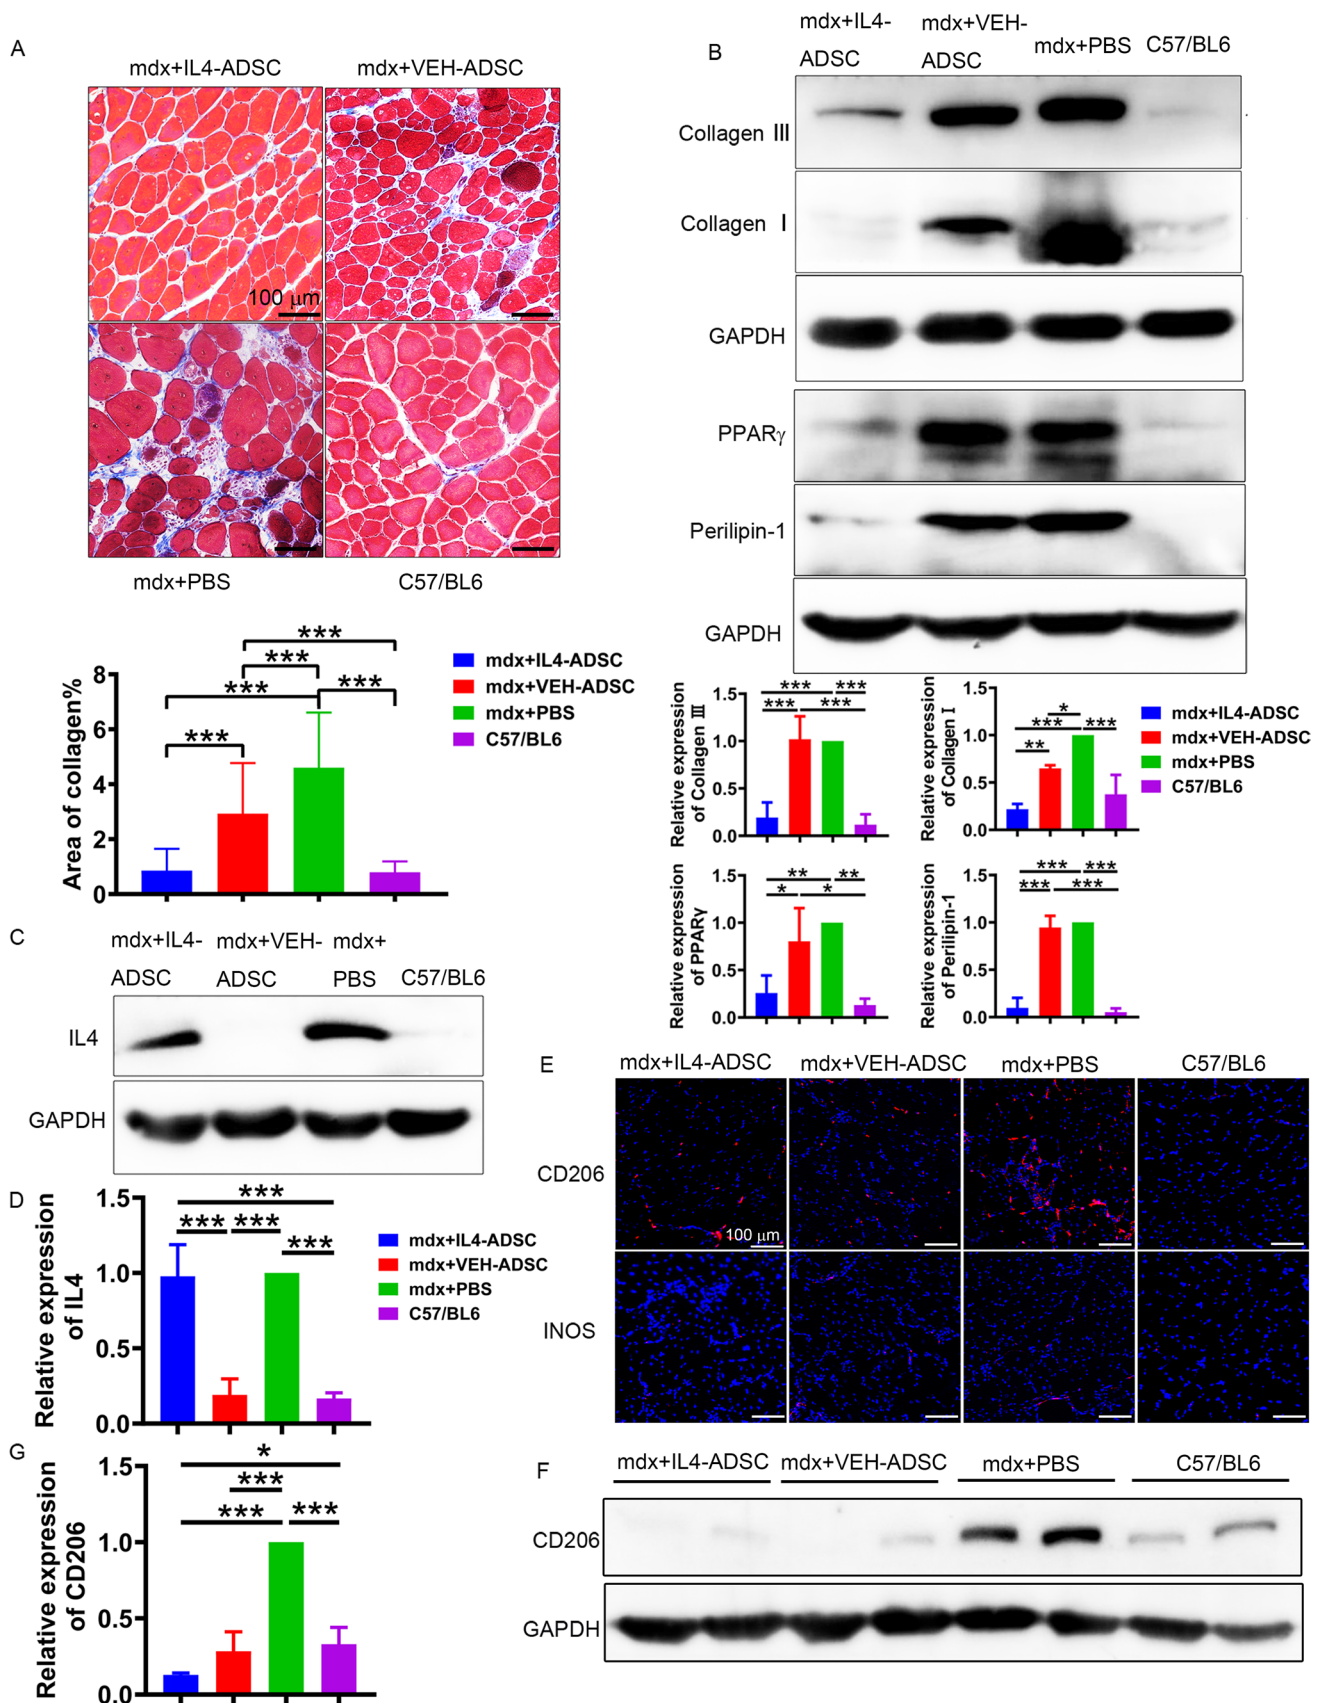 A
mdx+IL4-ADSC
mdx+VEH-ADSC
100 μm
mdx+PBS
C57/BL6
Area of collagen%
8
6
4
2
0
***
***
***
***
***
mdx+IL4-ADSC
mdx+VEH-ADSC
mdx+PBS
C57/BL6
B
mdx+IL4-
ADSC
mdx+VEH-
ADSC
mdx+PBS
C57/BL6
Collagen Ⅲ
Collagen Ⅰ
GAPDH
PPARγ
Perilipin-1
GAPDH
Relative expression
of Collagen Ⅲ
1.5
1.0
0.5
0.0
*** ***
*** ***
Relative expression
of Collagen Ⅰ
1.5
1.0
0.5
0.0
*
*** ***
**
mdx+IL4-ADSC
mdx+VEH-ADSC
mdx+PBS
C57/BL6
Relative expression
of PPARγ
1.5
1.0
0.5
0.0
** **
* *
Relative expression
of Perilipin-1
1.5
1.0
0.5
0.0
*** ***
*** ***
C
mdx+IL4-
ADSC
mdx+VEH-
ADSC
mdx+
PBS
C57/BL6
IL4
GAPDH
D
Relative expression
of IL4
1.5
1.0
0.5
0.0
***
*** ***
***
mdx+IL4-ADSC
mdx+VEH-ADSC
mdx+PBS
C57/BL6
E
mdx+IL4-ADSC
mdx+VEH-ADSC
mdx+PBS
C57/BL6
CD206
100 μm
INOS
F
mdx+IL4-ADSC
mdx+VEH-ADSC
mdx+PBS
C57/BL6
CD206
GAPDH
G
Relative expression
of CD206
1.5
1.0
0.5
0.0
*
***
*** ***